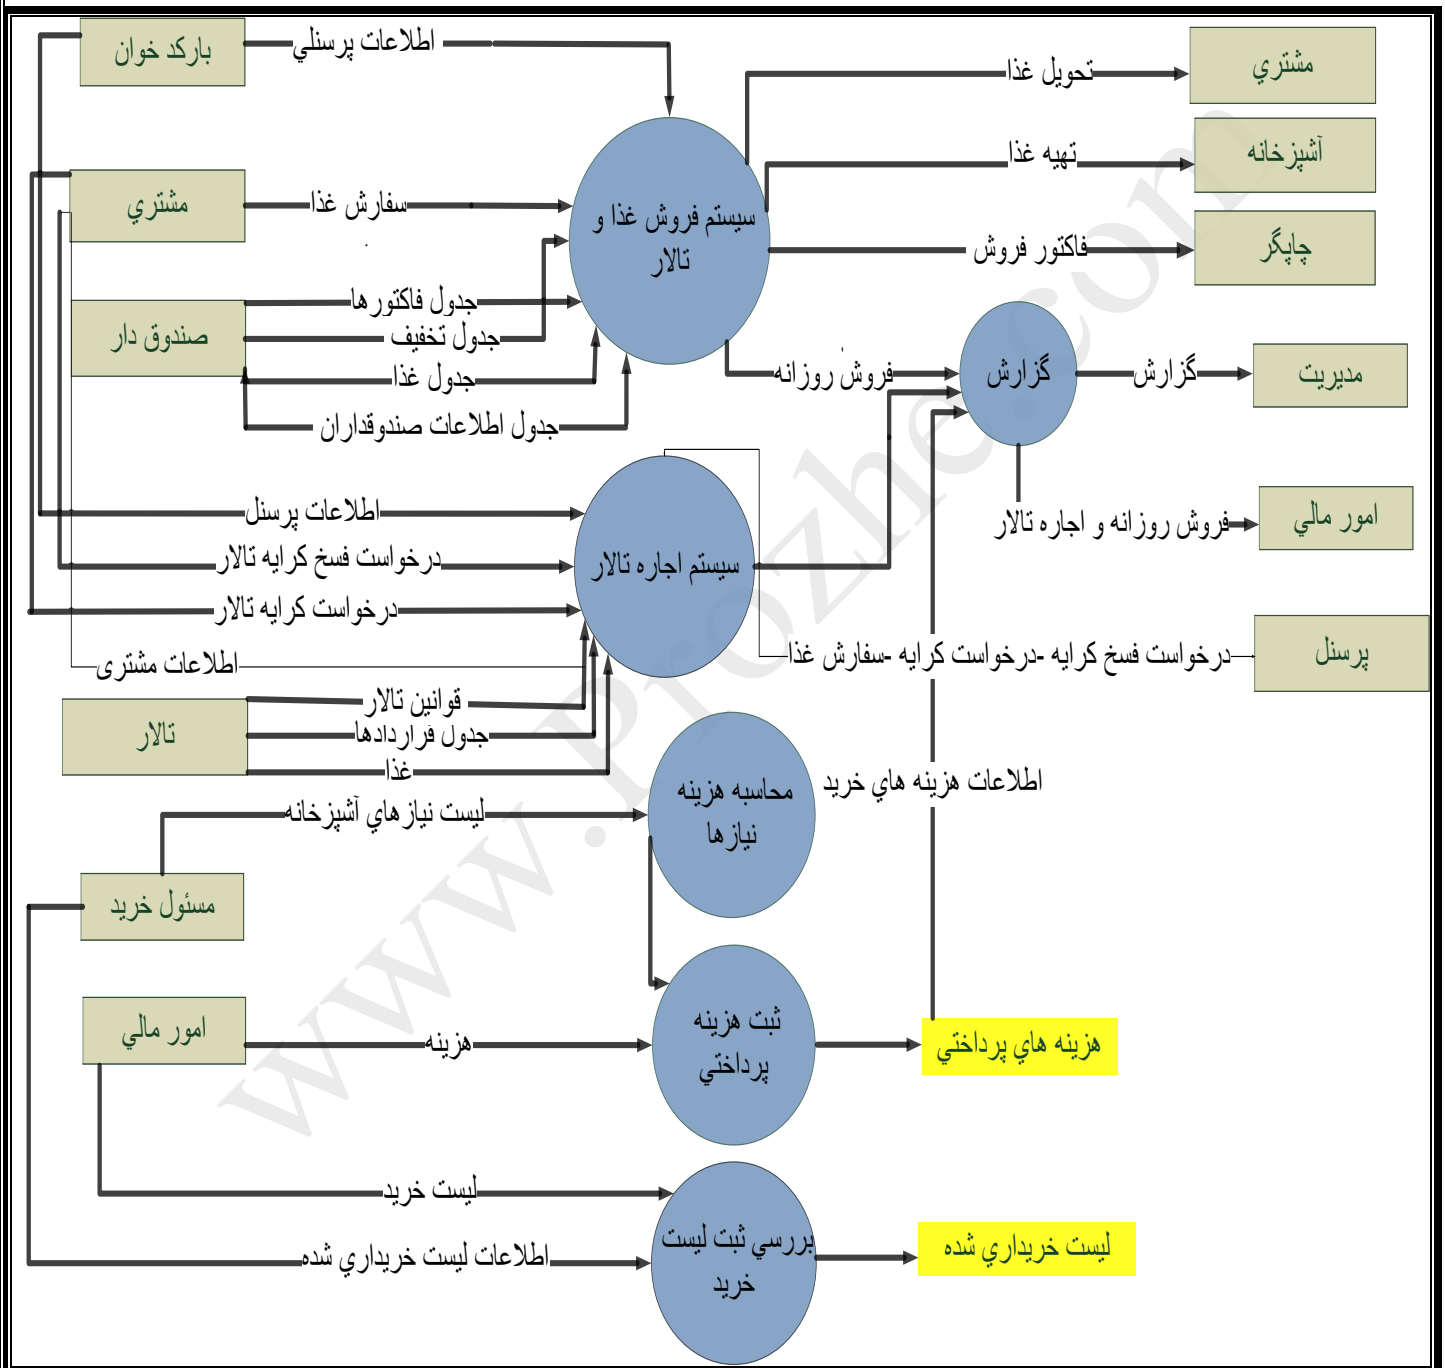 بارکد خوان
اطلاعات پرسنلي
مشتري
تحويل غذا
آشپزخانه
تهيه غذا
مشتري
سفارش غذا
سيستم فروش غذا و
تالار
چاپگر
فاکتور فروش
صندوق دار
جدول فاکتورها
جدول تخفيف
جدول غذا
جدول اطلاعات صندوقداران
فروش روزانه
گزارش
گزارش
مديريت
اطلاعات پرسنل
درخواست فسخ کرايه تالار
درخواست کرايه تالار
اطلاعات مشتری
سيستم اجاره تالار
فروش روزانه و اجاره تالار
امور مالي
درخواست فسخ کرايه -درخواست کرايه -سفارش غذا
پرسنل
تالار
قوانين تالار
جدول قراردادها
غذا
محاسبه هزينه
نيازها
اطلاعات هزينه هاي خريد
ليست نيازهاي آشپزخانه
مسئول خريد
امور مالي
هزينه
ثبت هزينه
پرداختي
هزينه هاي پرداختي
ليست خريد
اطلاعات ليست خريداري شده
بررسي ثبت ليست
خريد
ليست خريداري شده
www.Prozhe.com